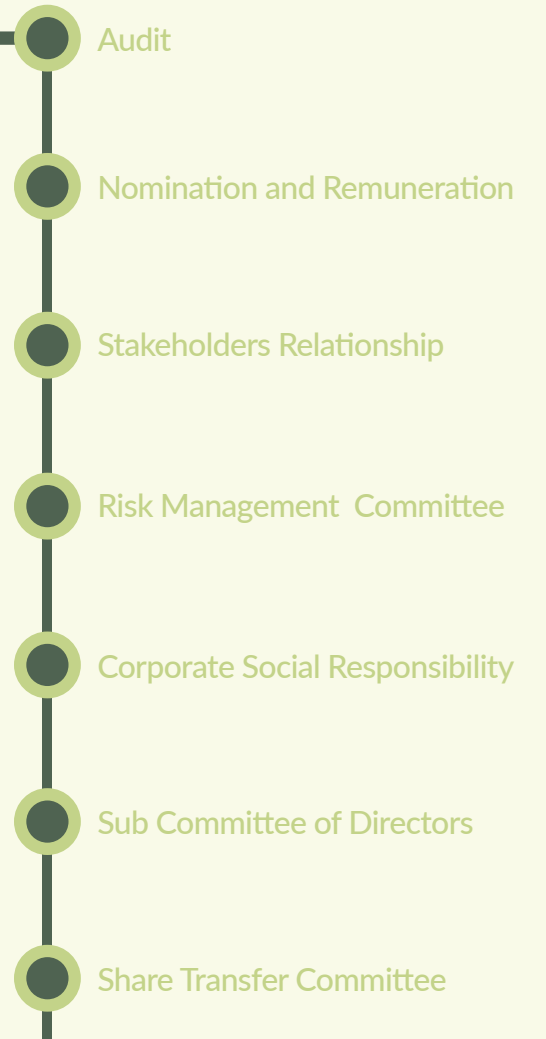 Audit
Nomination and Remuneration
Stakeholders Relationship
Risk Management  Committee
Corporate Social Responsibility
Sub Committee of Directors
Share Transfer Committee